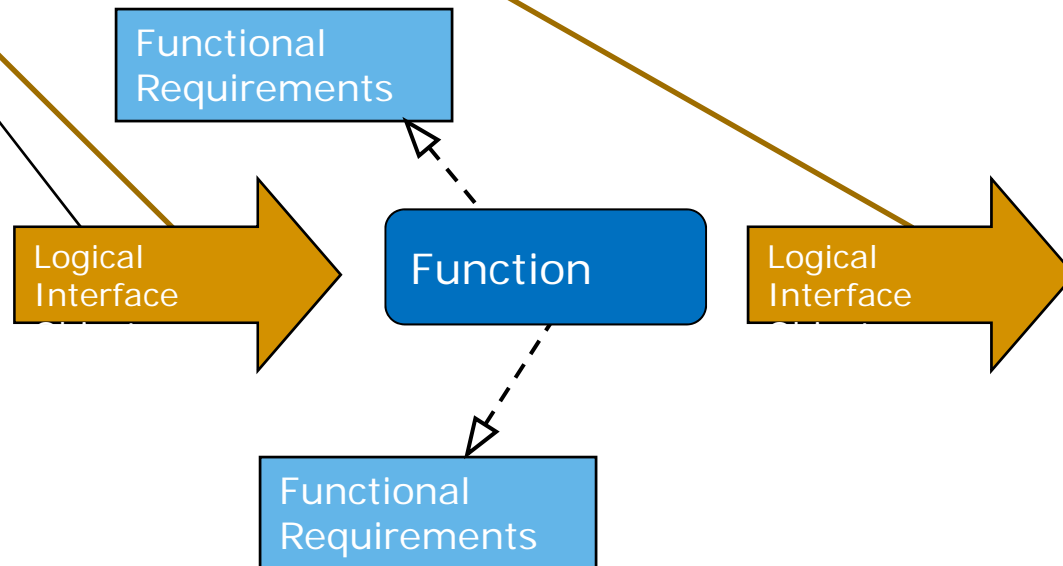 Functional
Requirements
Logical
Interface
Function
Logical
Interface
Functional
Requirements